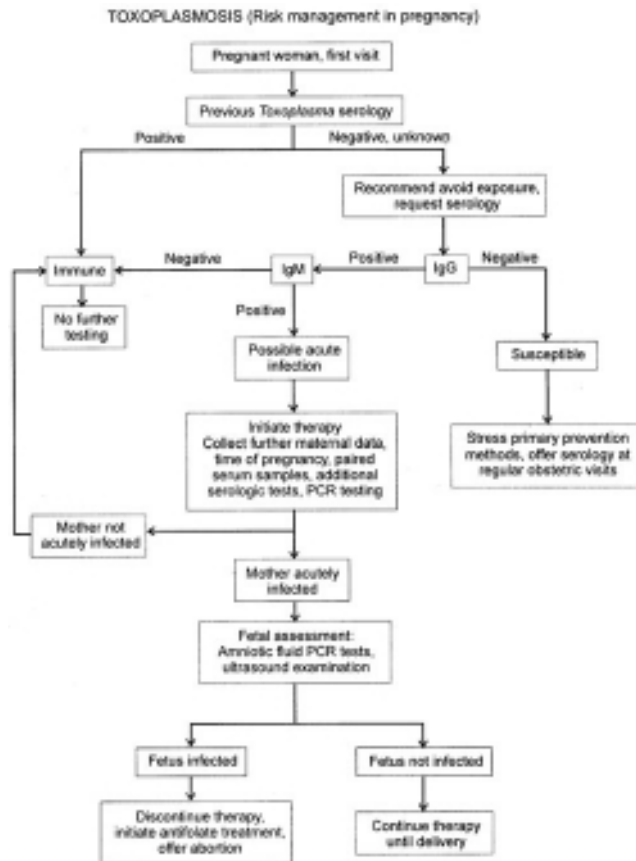 TOXOPLASMOSIS (Risk management in pregnancy)
Pregnant woman, first visit
Previous Toxoplasma serology
Positive
Negative, unknown
Recommend avoid exposure,
request serology
Immune
Negative
IgM
Positive
IgG
Negative
No further
testing
Positive
Possible acute
infection
Susceptible
Initiate therapy
Collect further maternal data,
time of pregnancy, paired
serum samples, additional
serologic tests, PCR testing
Stress primary prevention
methods, offer serology at
regular obstetric visits
Mother not
acutely infected
Mother acutely
infected
Fetal assessment:
Amniotic fluid PCR tests,
ultrasound examination
Fetus infected
Fetus not infected
Discontinue therapy,
initiate antifolate treatment,
offer abortion
Continue therapy
until delivery